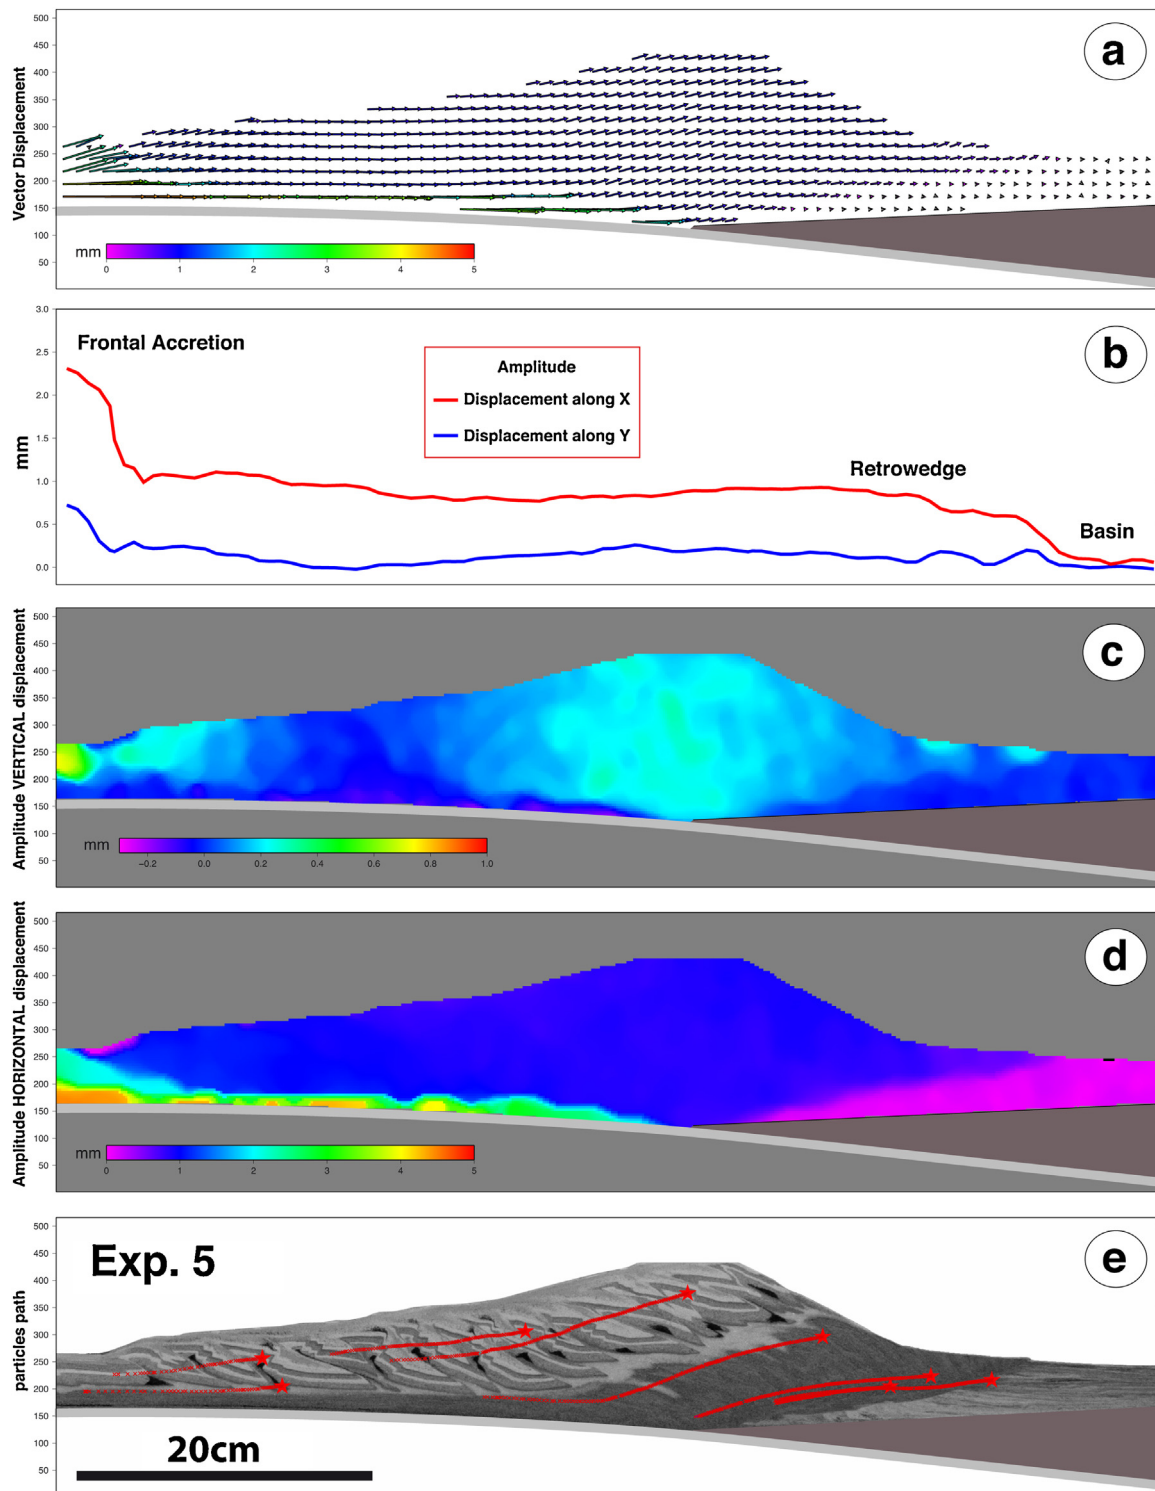 500
450
400
350
300
250
200
150
100
50
Vector Displacement
a
mm
0 1 2 3 4 5
3.0
2.5
2.0
1.5
1.0
0.5
0.0
mm
Frontal Accretion
Amplitude
Displacement along X
Displacement along Y
Retrowedge
Basin
b
500
450
400
350
300
250
200
150
100
50
Amplitude VERTICAL displacement
c
mm
−0.2 0.0 0.2 0.4 0.6 0.8 1.0
500
450
400
350
300
250
200
150
100
50
Amplitude HORIZONTAL displacement
d
mm
0 1 2 3 4 5
500
450
400
350
300
250
200
150
100
50
particles path
Exp. 5
e
20cm